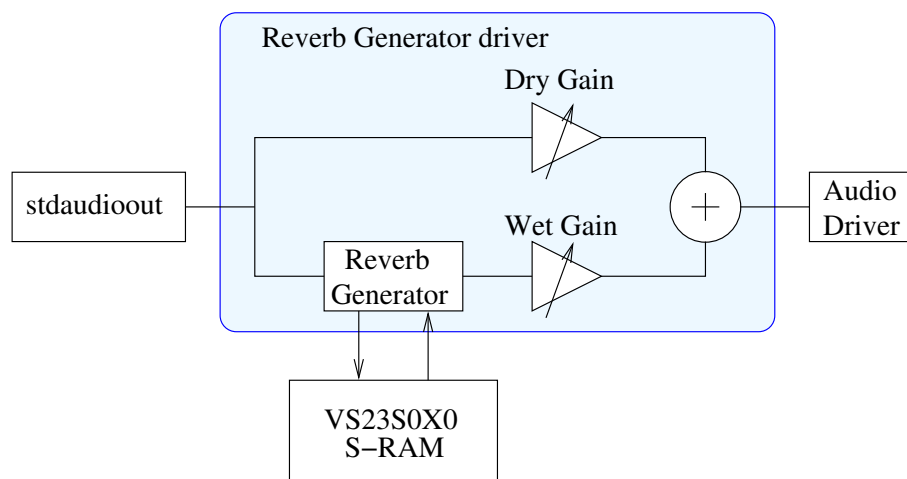 Reverb Generator driver
Dry Gain
stdaudioout
Audio
Driver
Wet Gain
Reverb
Generator
+
VS23S0X0
S−RAM